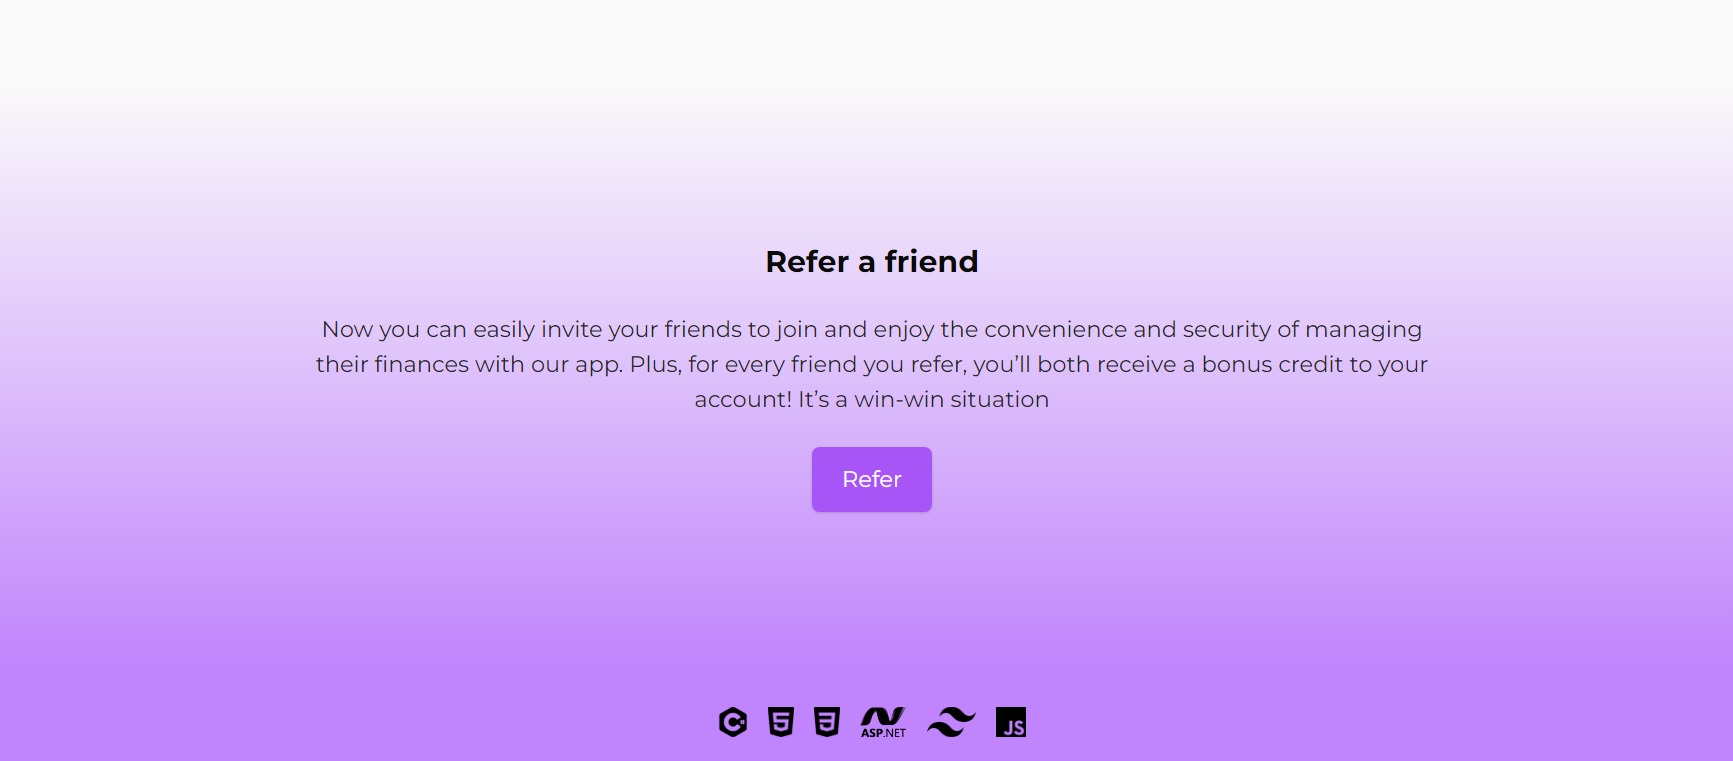 Refer a friend
Now you can easily invite your friends to join and enjoy the convenience and security of managing
their finances with our app. Plus, for every friend you refer, you’ll both receive a bonus credit to your
account! It’s a win-win situation
Refer
C# 5 3 ASP.NET JS